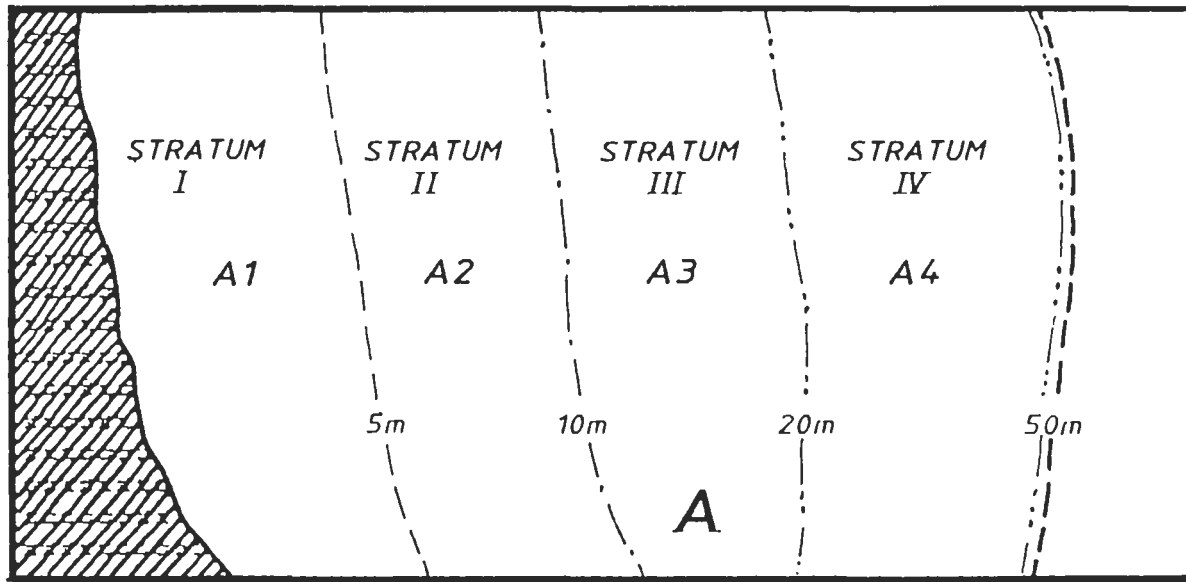 STRATUM
I
STRATUM
II
STRATUM
III
STRATUM
IV
A1
A2
A3
A4
5m
10m
20m
50m
A